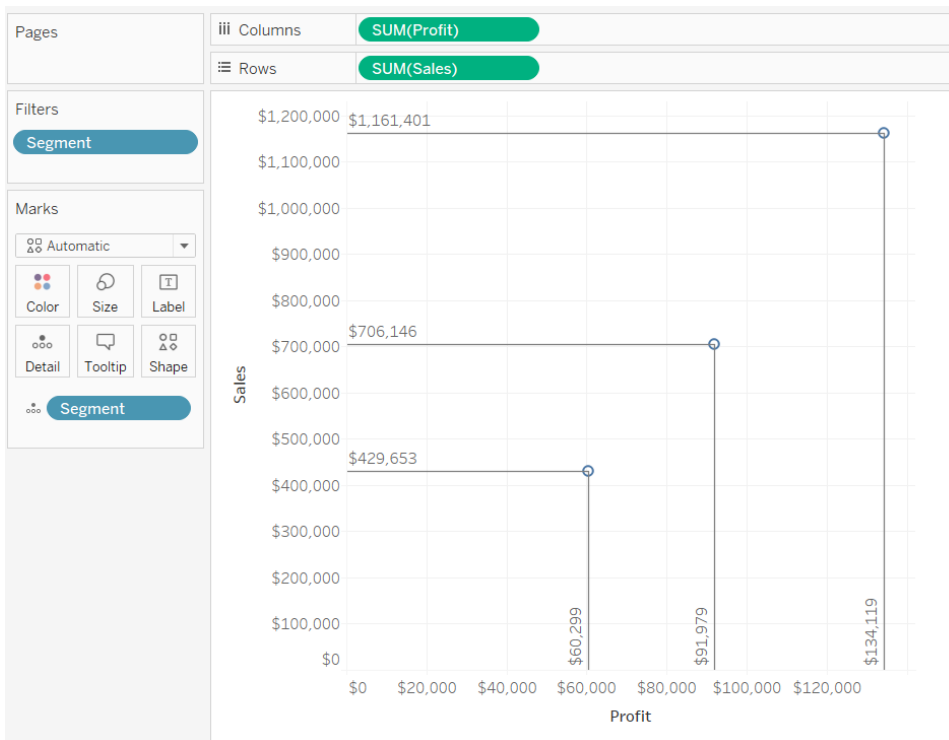 Pages
Columns
SUM(Profit)
Rows
SUM(Sales)
Filters
Segment
Marks
Automatic
Color
Size
Label
Detail
Tooltip
Shape
Segment
Sales
$1,200,000
$1,100,000
$1,000,000
$900,000
$800,000
$700,000
$600,000
$500,000
$400,000
$300,000
$200,000
$100,000
$0
$1,161,401
$706,146
$429,653
$60,299
$91,979
$134,119
$0
$20,000
$40,000
$60,000
$80,000
$100,000
$120,000
Profit